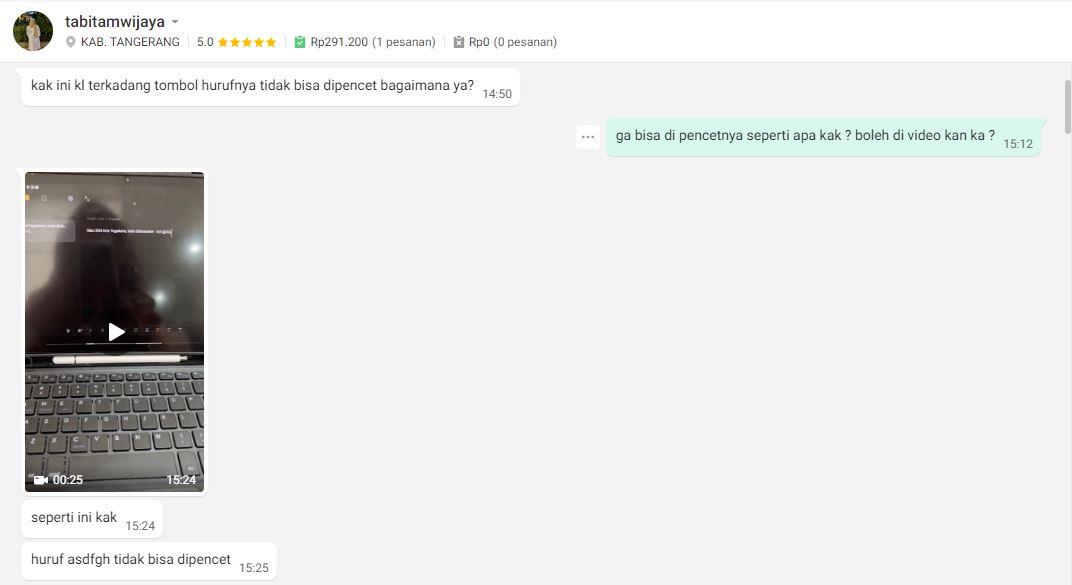 tabitamwijaya
KAB. TANGERANG 5.0 Rp291.200 (1 pesanan) Rp0 (0 pesanan)
kak ini kl terkadang tombol hurufnya tidak bisa dipencet bagaimana ya? 14:50
ga bisa di pencetnya seperti apa kak ? boleh di video kan ka ? 15:12
00:25 15:24
seperti ini kak 15:24
huruf asdfgh tidak bisa dipencet 15:25